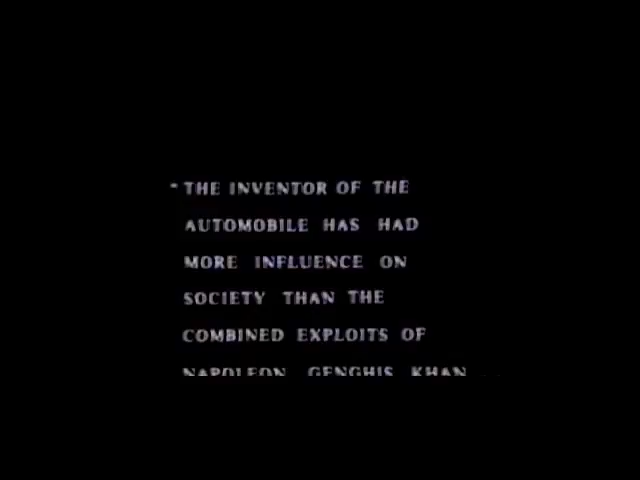 "THE INVENTOR OF THE
AUTOMOBILE HAS HAD
MORE INFLUENCE ON
SOCIETY THAN THE
COMBINED EXPLOITS OF
NAPOLEON, GENGHIS KHAN